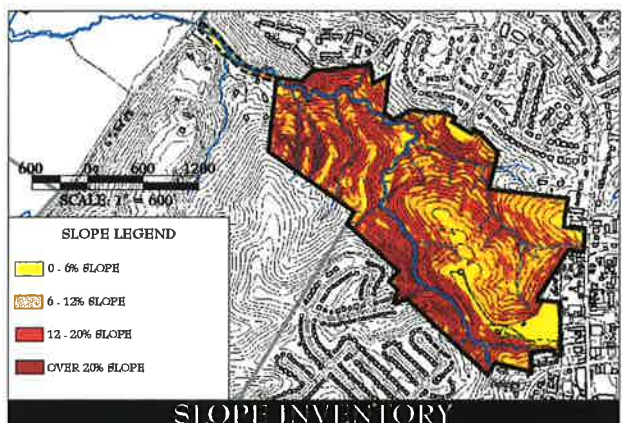 600 0 600 1200
SCALE: 1" = 600'
SLOPE LEGEND
0 - 6% SLOPE
6 - 12% SLOPE
12 - 20% SLOPE
OVER 20% SLOPE
SLOPE INVENTORY